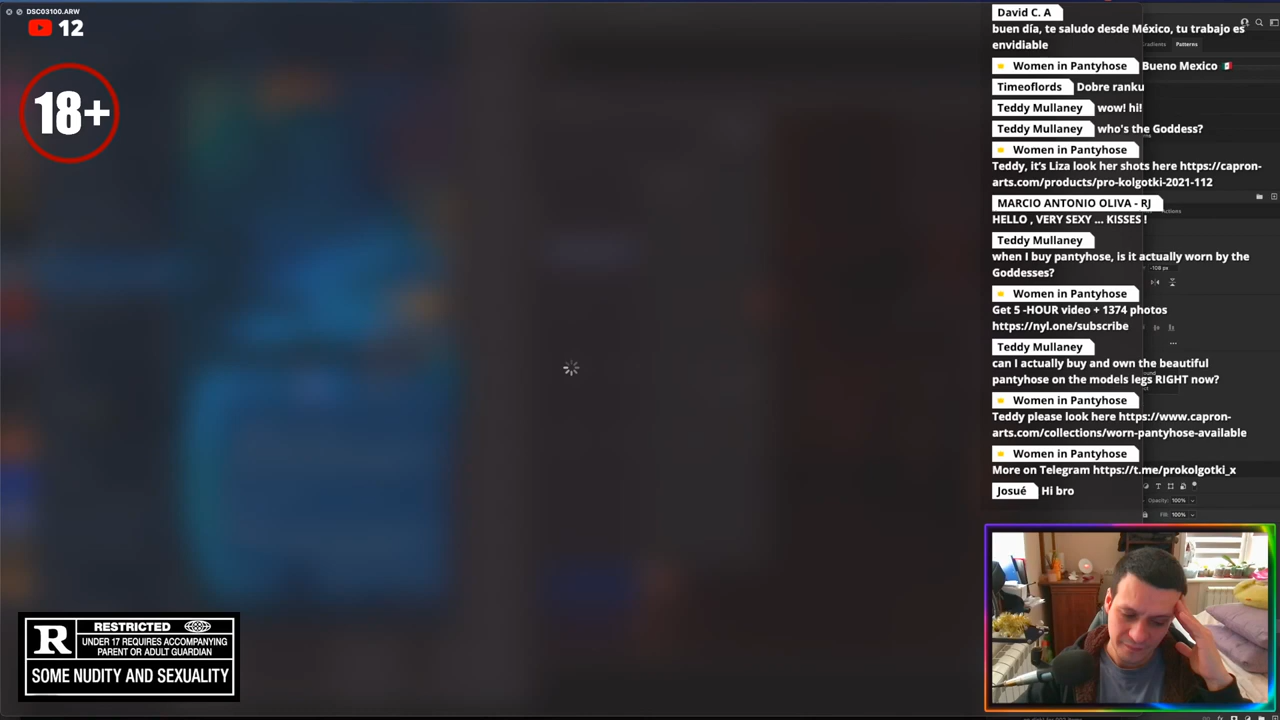 DSC03100.ARW
12
18+
David C. A
buen día, te saludo desde México, tu trabajo es
envidiable
Women in Pantyhose Bueno Mexico
Timeoflords Dobre ranku
Teddy Mullaney wow! hi!
Teddy Mullaney who's the Goddess?
Women in Pantyhose
Teddy, it's Liza look her shots here https://capron-
arts.com/products/pro-kolgotki-2021-112
MARCIO ANTONIO OLIVA - RJ
HELLO , VERY SEXY ... KISSES !
Teddy Mullaney
when I buy pantyhose, is it actually worn by the
Goddesses?
Women in Pantyhose
Get 5 -HOUR video + 1374 photos
https://nyl.one/subscribe
Teddy Mullaney
can I actually buy and own the beautiful
pantyhose on the models legs RIGHT now?
Women in Pantyhose
Teddy please look here https://www.capron-
arts.com/collections/worn-pantyhose-available
Women in Pantyhose
More on Telegram https://t.me/prokolgotki_x
Josué Hi bro
Patterns
-108 px
Opacity: 100%
Fill: 100%
R
RESTRICTED
UNDER 17 REQUIRES ACCOMPANYING
PARENT OR ADULT GUARDIAN
SOME NUDITY AND SEXUALITY